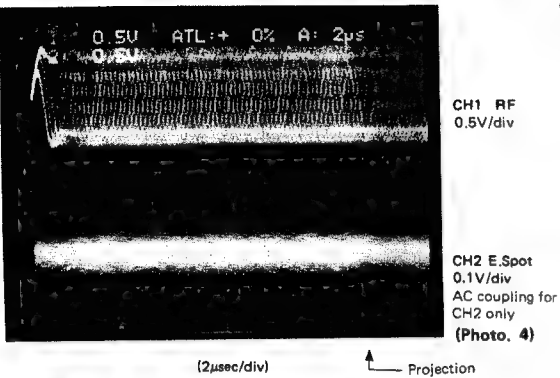 0.5V ATL:+ 0% A: 2µs
0.5V
CH1 RF
0.5V/div
CH2 E.Spot
0.1V/div
AC coupling for
CH2 only
(Photo. 4)
(2µsec/div)
Projection